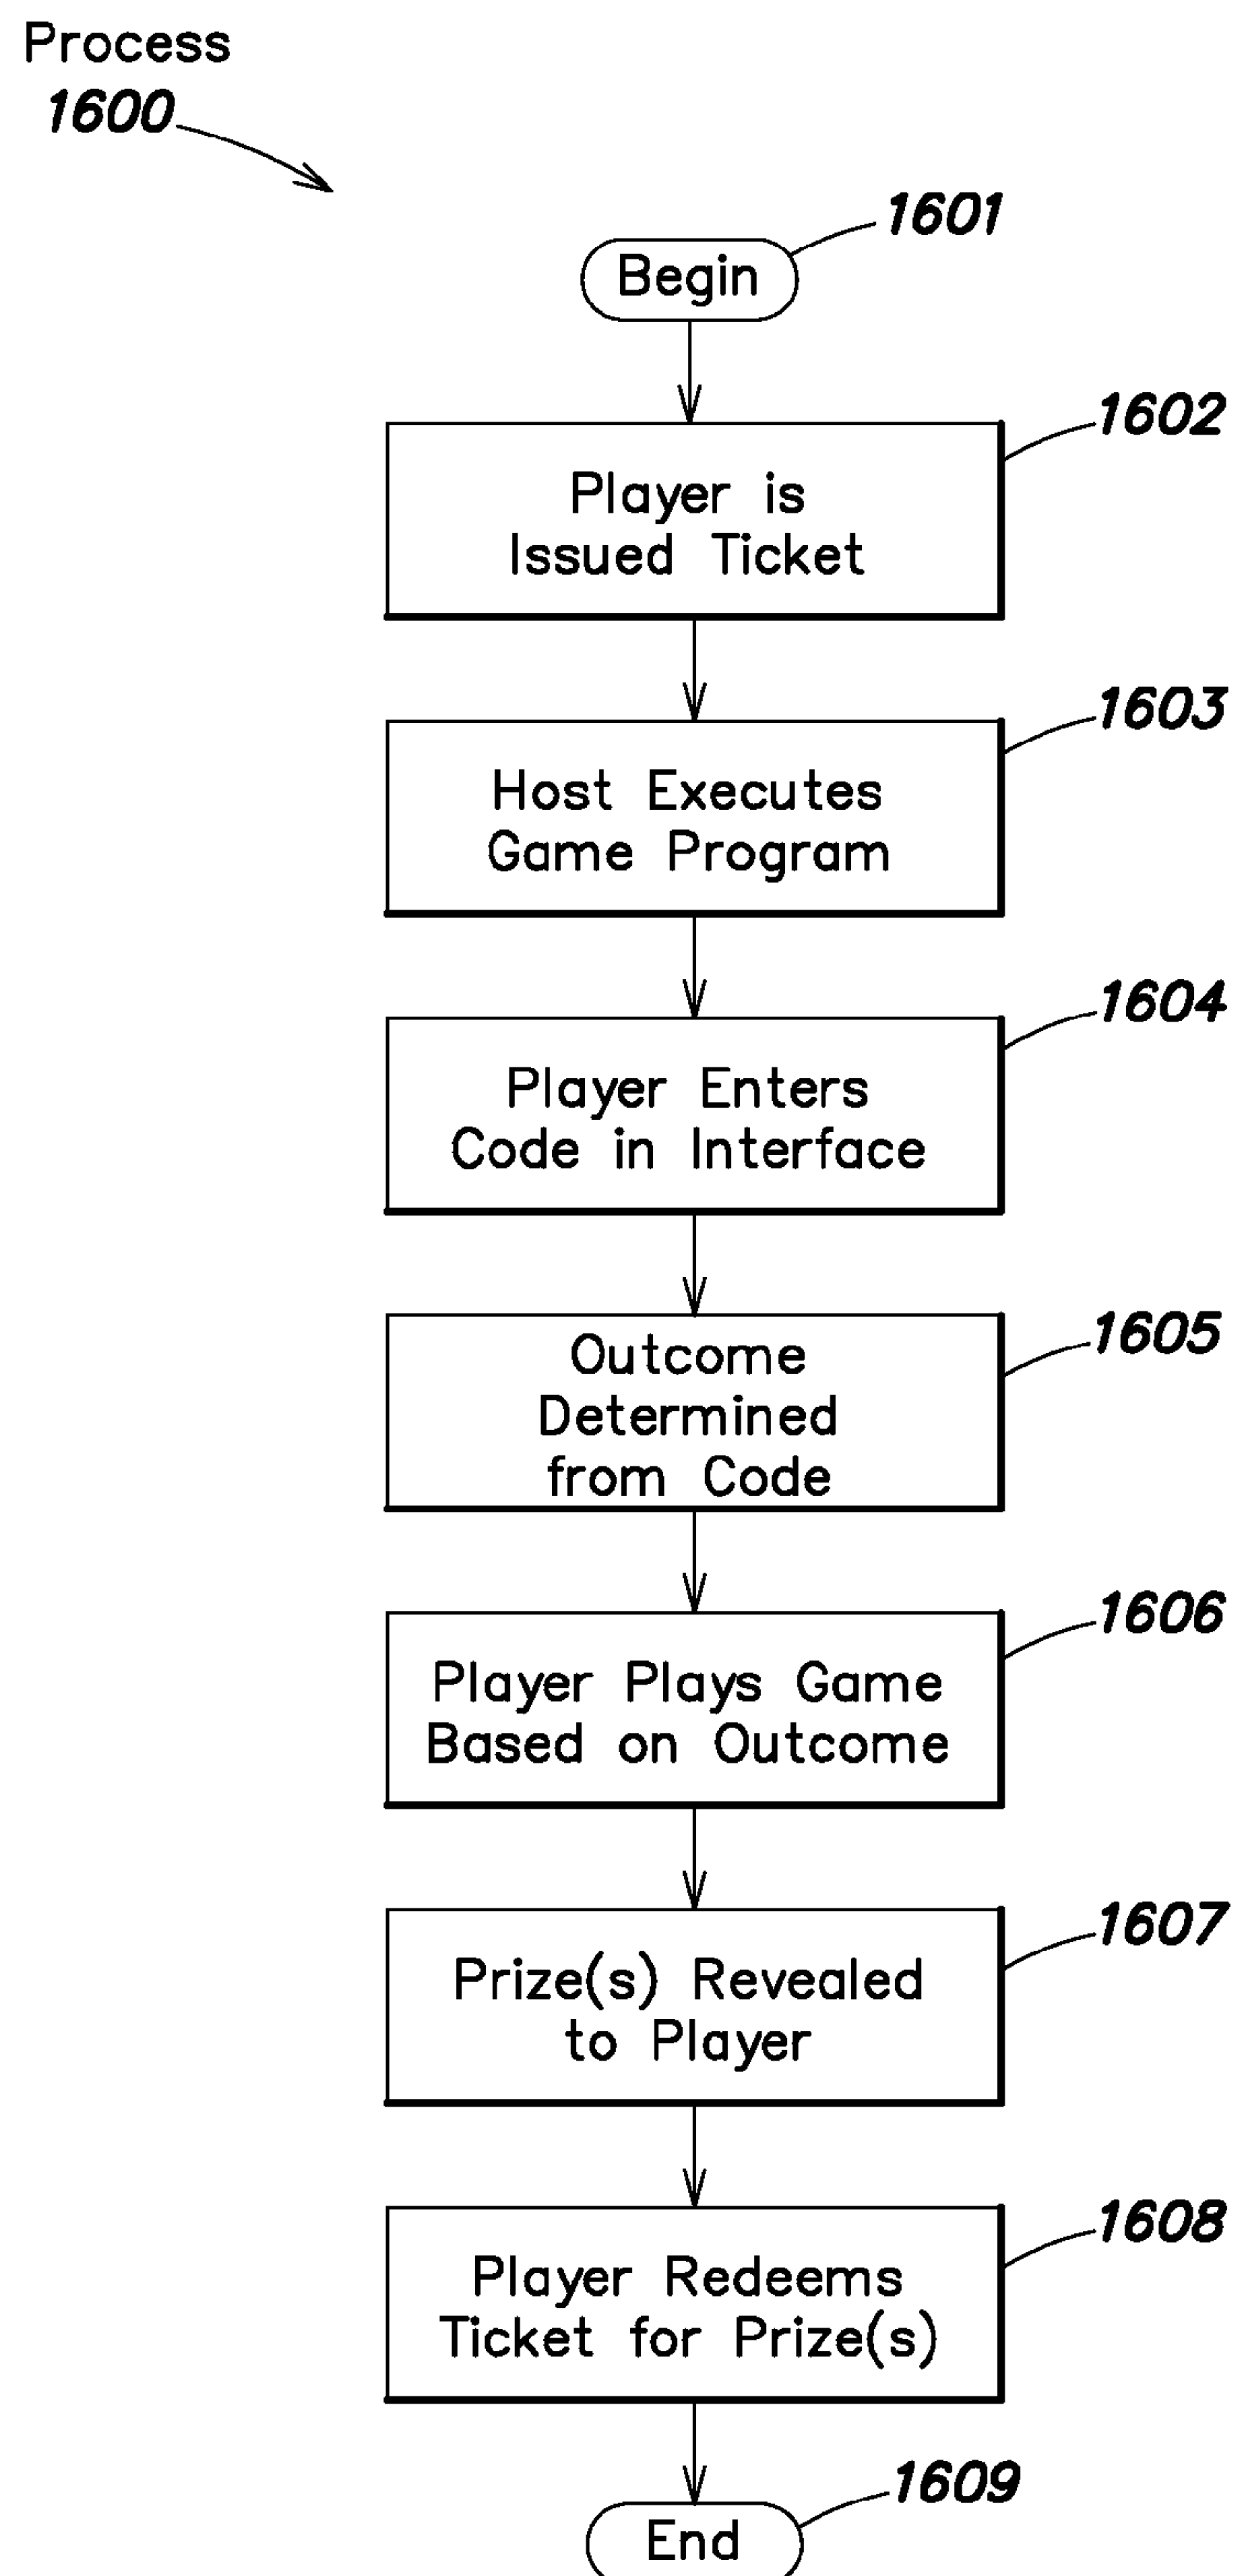 Process
1600
1601
Begin
1602
Player is
Issued Ticket
1603
Host Executes
Game Program
1604
Player Enters
Code in Interface
1605
Outcome
Determined
from Code
1606
Player Plays Game
Based on Outcome
1607
Prize(s) Revealed
to Player
1608
Player Redeems
Ticket for Prize(s)
1609
End